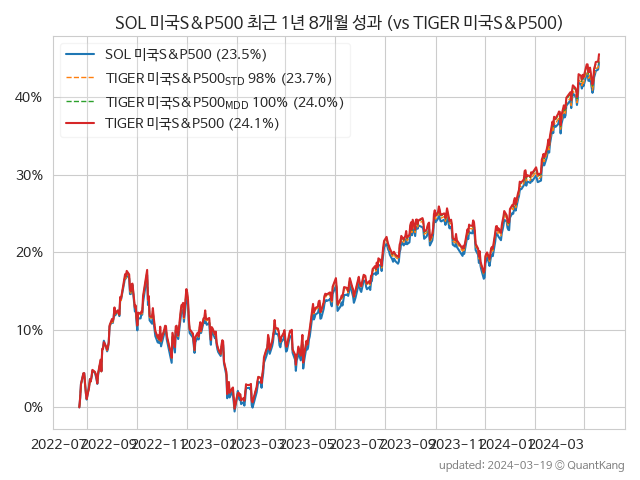 SOL 미국S&P500 최근 1년 8개월 성과 (vs TIGER 미국S&P500)
SOL 미국S&P500 (23.5%)
TIGER 미국S&P500STD 98% (23.7%)
TIGER 미국S&P500MDD 100% (24.0%)
TIGER 미국S&P500 (24.1%)
40%
30%
20%
10%
0%
2022-07 2022-09 2022-11 2023-01 2023-03 2023-05 2023-07 2023-09 2023-11 2024-01 2024-03
updated: 2024-03-19 © QuantKang